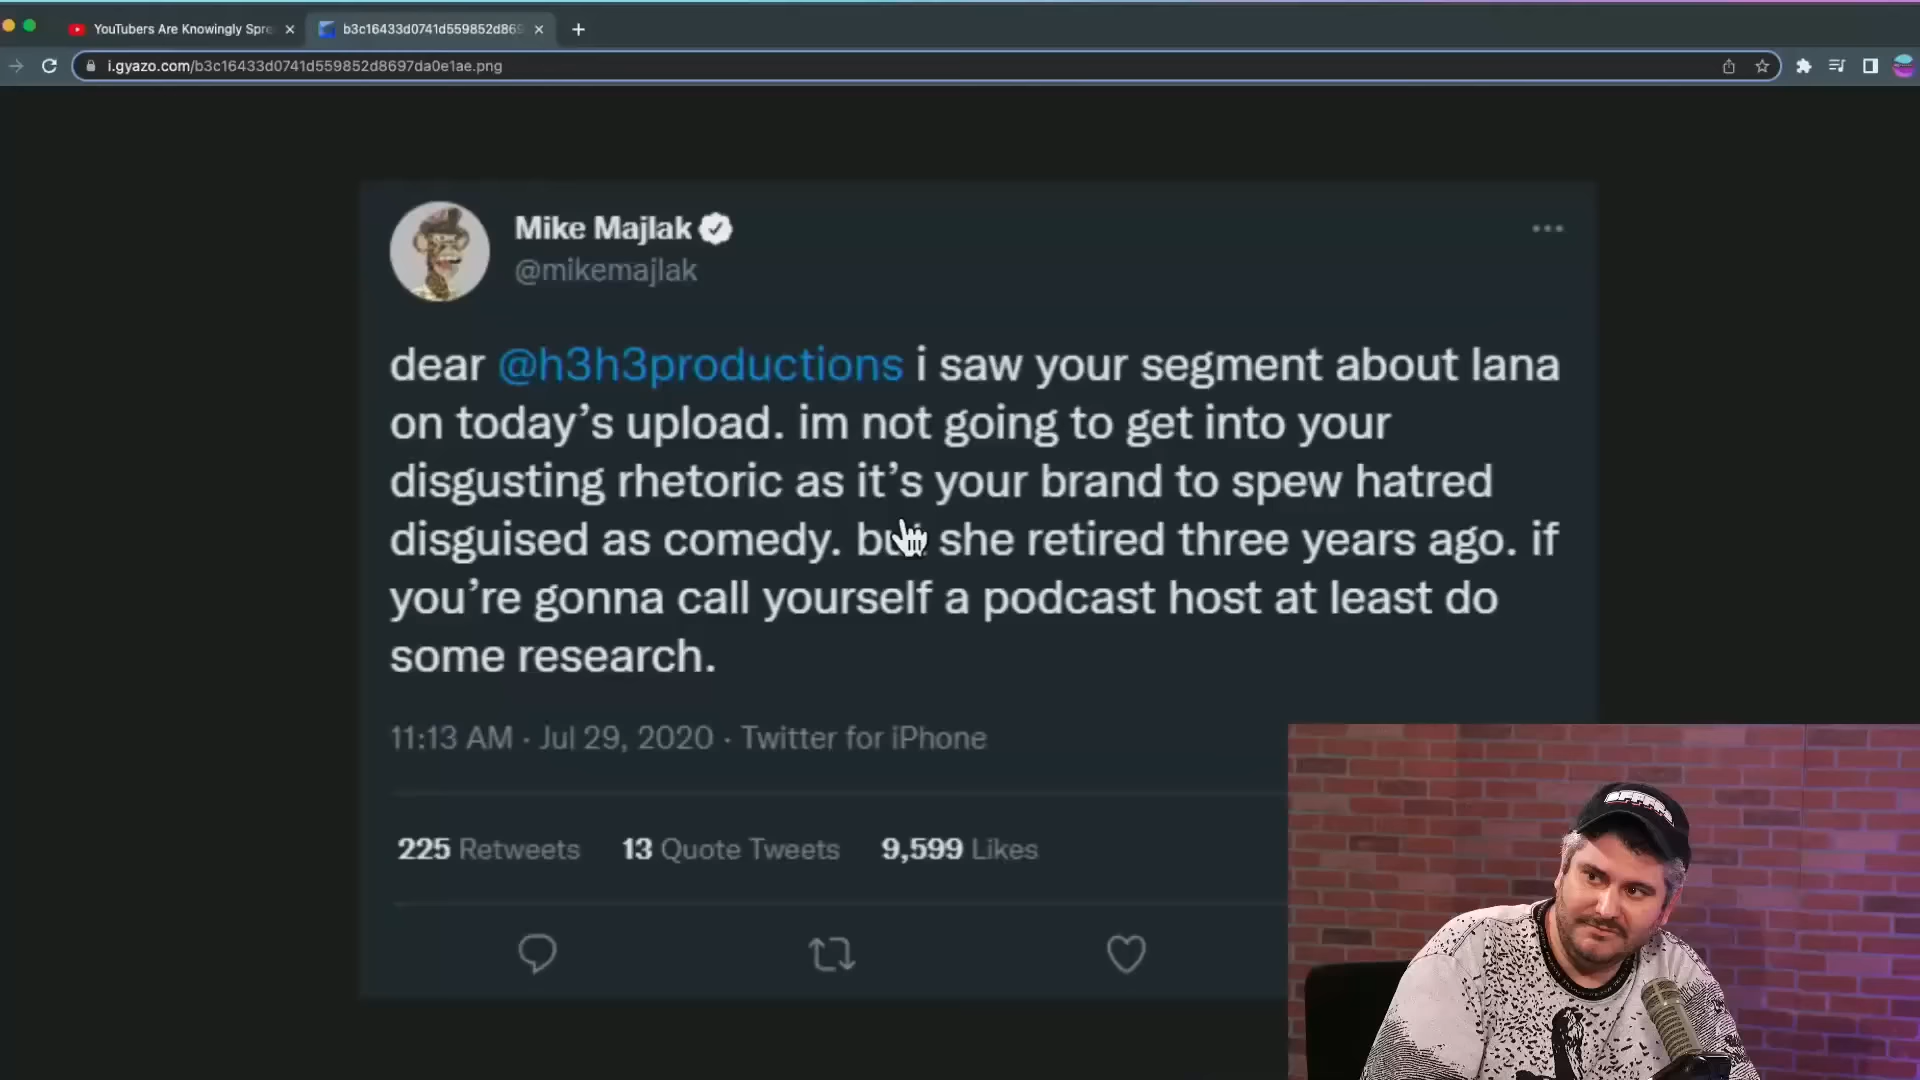 YouTubers Are Knowingly Spre
b3c16433d0741d559852d869
i.gyazo.com/b3c16433d0741d559852d8697da0e1ae.png
Mike Majlak
@mikemajlak
dear @h3h3productions i saw your segment about lana
on today’s upload. im not going to get into your
disgusting rhetoric as it’s your brand to spew hatred
disguised as comedy. but she retired three years ago. if
you’re gonna call yourself a podcast host at least do
some research.
11:13 AM · Jul 29, 2020 · Twitter for iPhone
225 Retweets 13 Quote Tweets 9,599 Likes